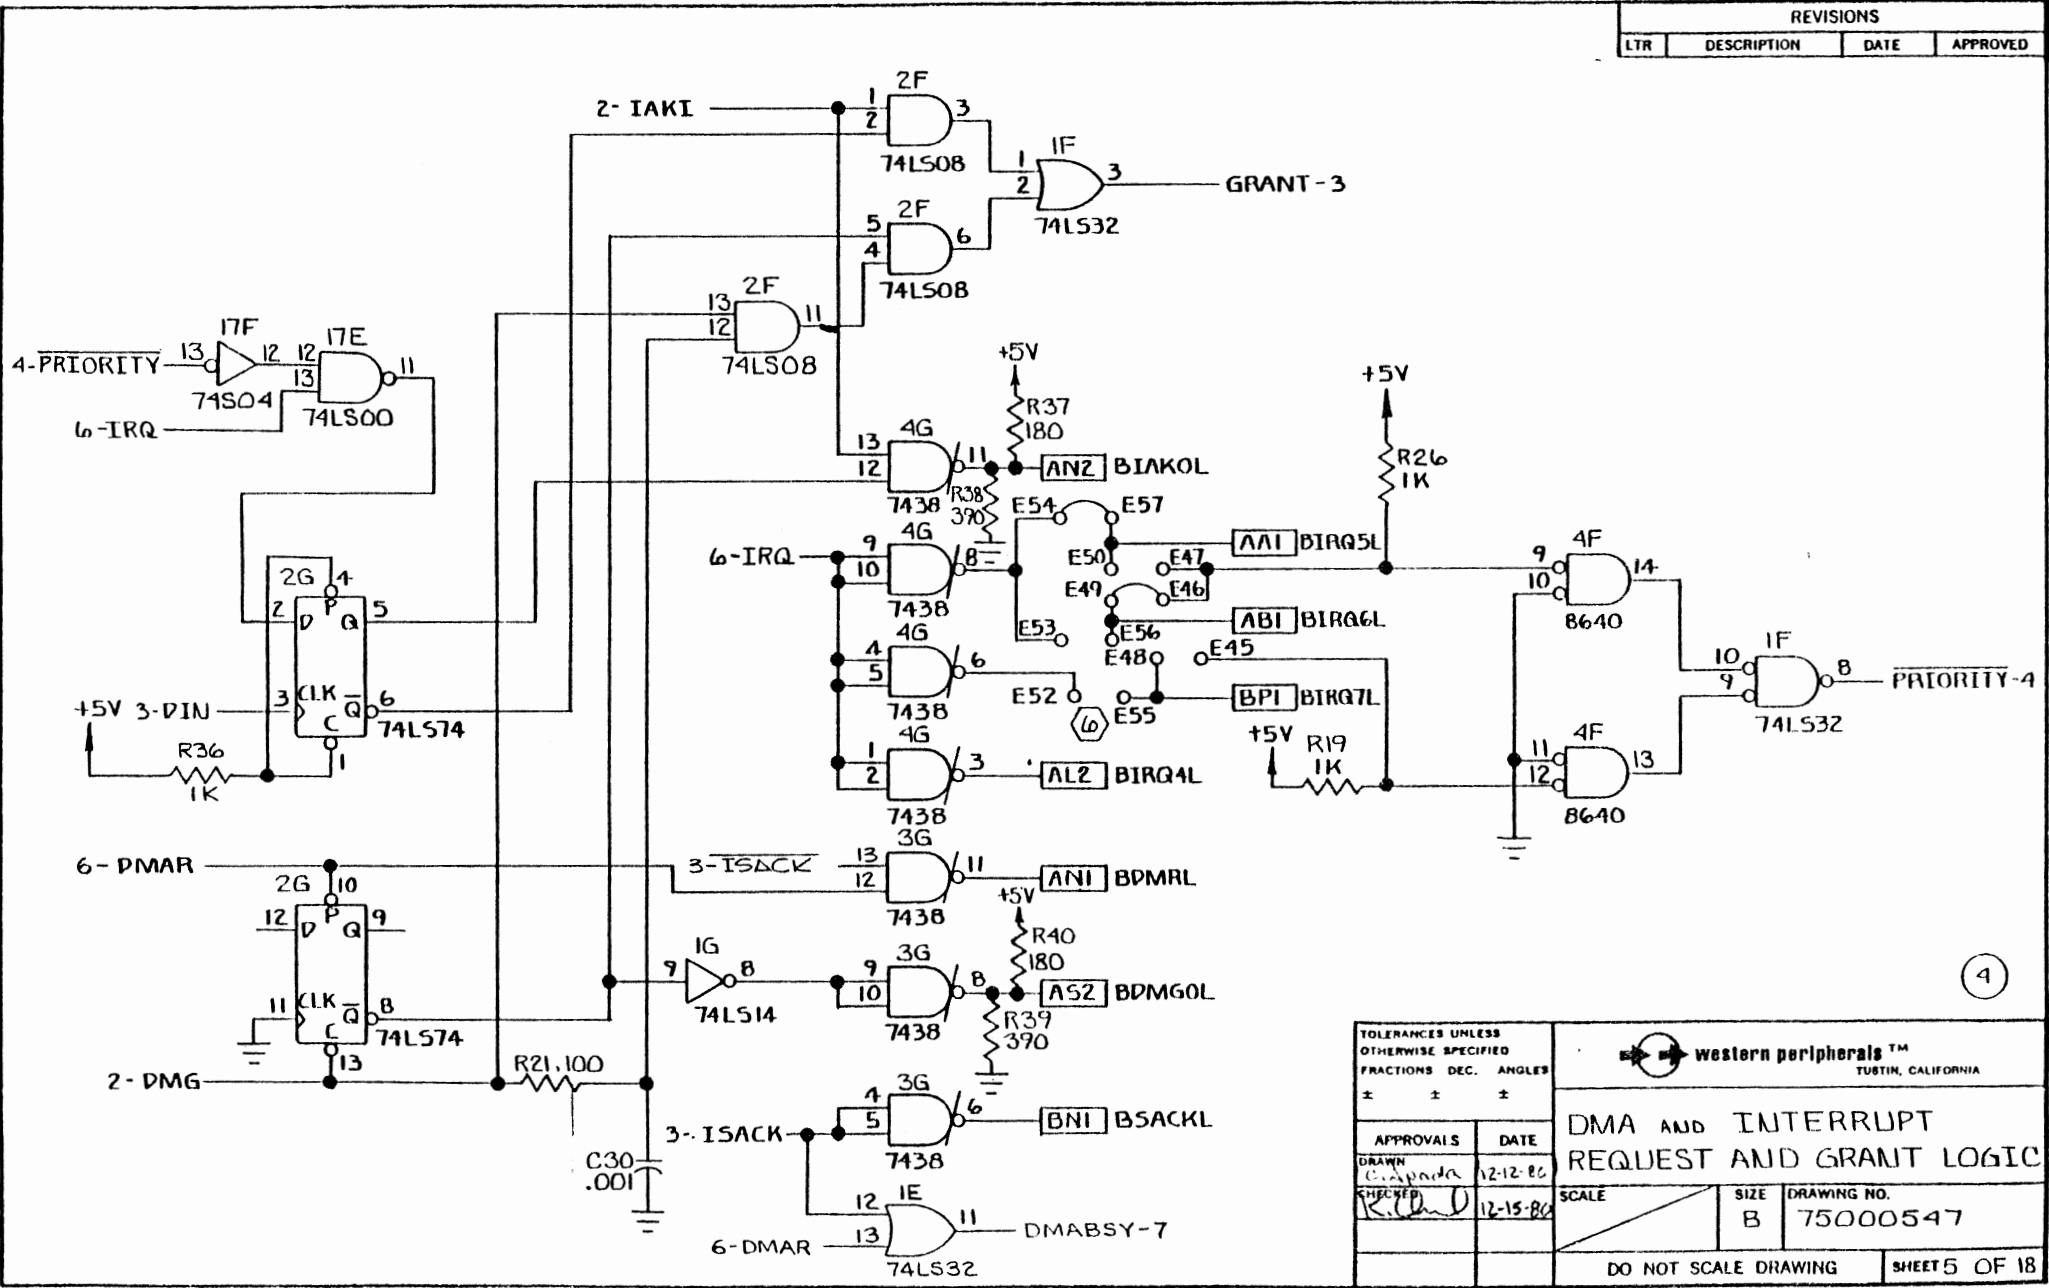 REVISIONS
LTR DESCRIPTION DATE APPROVED
2- IAKI
1
2
2F
3
74LS08
1
2
1F
3
74LS32
GRANT-3
5
4
2F
6
74LS08
13
12
2F
11
74LS08
4-PRIORITY
13
17F
12
74S04
12
13
17E
11
74LS00
6-IRQ
+5V
R37
180
13
12
4G
11
7438
AN2 BIAKOL
R38
390
+5V
R26
1K
6-IRQ
9
10
4G
8
7438
E54 E57
AA1 BIRQ5L
E50 E47
E49 E46
AB1 BIRQ6L
E53 E56
E48 E45
4
5
4G
6
7438
E52 E55
6
BP1 BIRQ7L
+5V
R19
1K
1
2
4G
3
7438
AL2 BIRQ4L
9
10
4F
14
8640
11
12
4F
13
8640
10
9
1F
8
74LS32
PRIORITY-4
2G 4
2 D P Q 5
3 CLK Q 6
C
1
74LS74
+5V 3-DIN
R36
1K
6- DMAR
3-ISACK
13
12
3G
11
7438
AN1 BDMRL
2G 10
12 D P Q 9
11 CLK Q 8
C
13
74LS74
9
1G
8
74LS14
9
10
3G
8
7438
+5V
R40
180
AS2 BDMGOL
R39
390
2-DMG
R21,100
C30
.001
3-ISACK
4
5
3G
6
7438
BN1 BSACKL
6-DMAR
12
13
1E
11
74LS32
DMABSY-7
4
TOLERANCES UNLESS
OTHERWISE SPECIFIED
FRACTIONS DEC. ANGLES
± ± ±
APPROVALS DATE
DRAWN 12-12-80
CHECKED 12-15-80
western peripherals™
TUSTIN, CALIFORNIA
DMA AND INTERRUPT
REQUEST AND GRANT LOGIC
SCALE
SIZE
B
DRAWING NO.
75000547
DO NOT SCALE DRAWING
SHEET 5 OF 18